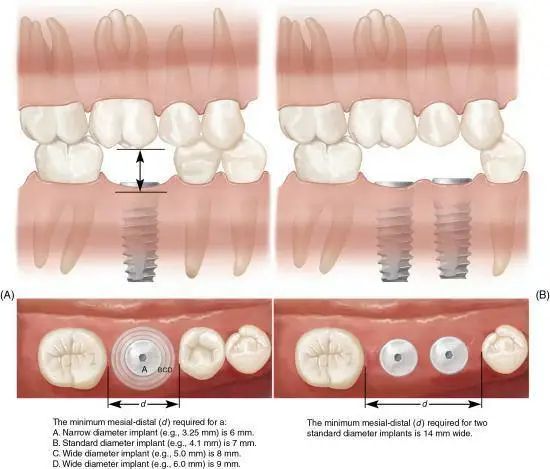 (A)
(B)
A
BCD
d
d
The minimum mesial-distal (d) required for a:
A. Narrow diameter implant (e.g., 3.25 mm) is 6 mm.
B. Standard diameter implant (e.g., 4.1 mm) is 7 mm.
C. Wide diameter implant (e.g., 5.0 mm) is 8 mm.
D. Wide diameter implant (e.g., 6.0 mm) is 9 mm.
The minimum mesial-distal (d) required for two
standard diameter implants is 14 mm wide.